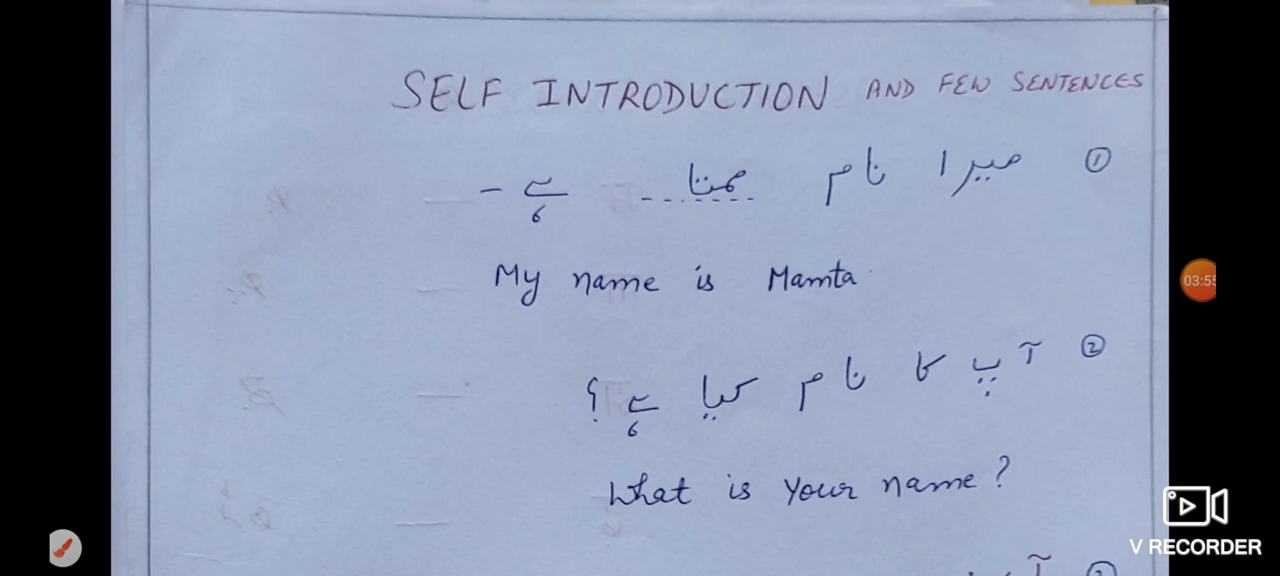 SELF INTRODUCTION AND FEW SENTENCES
① میرا نام ممتا ہے ۔
My name is Mamta
② آپ کا نام کیا ہے ؟
What is your name?
03:55
V RECORDER